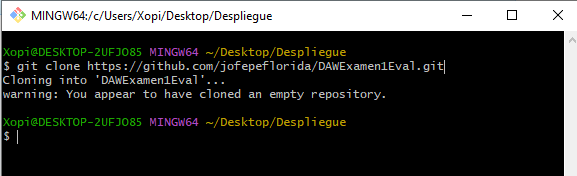 MINGW64:/c/Users/Xopi/Desktop/Despliegue
Xopi@DESKTOP-2UFJO85 MINGW64 ~/Desktop/Despliegue
$ git clone https://github.com/jofepeflorida/DAWExamen1Eval.git
Cloning into 'DAWExamen1Eval'...
warning: You appear to have cloned an empty repository.
Xopi@DESKTOP-2UFJO85 MINGW64 ~/Desktop/Despliegue
$